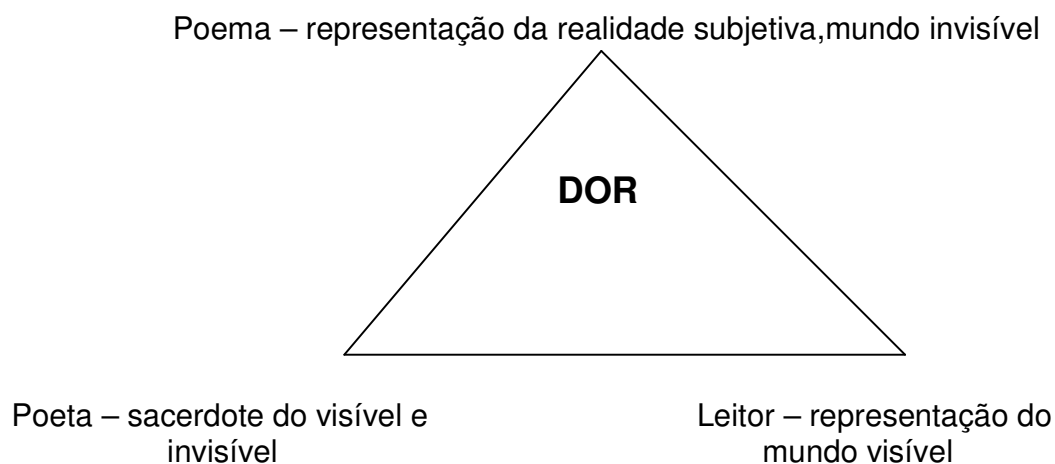 Poema – representação da realidade subjetiva,mundo invisível
DOR
Poeta – sacerdote do visível e
invisível
Leitor – representação do
mundo visível